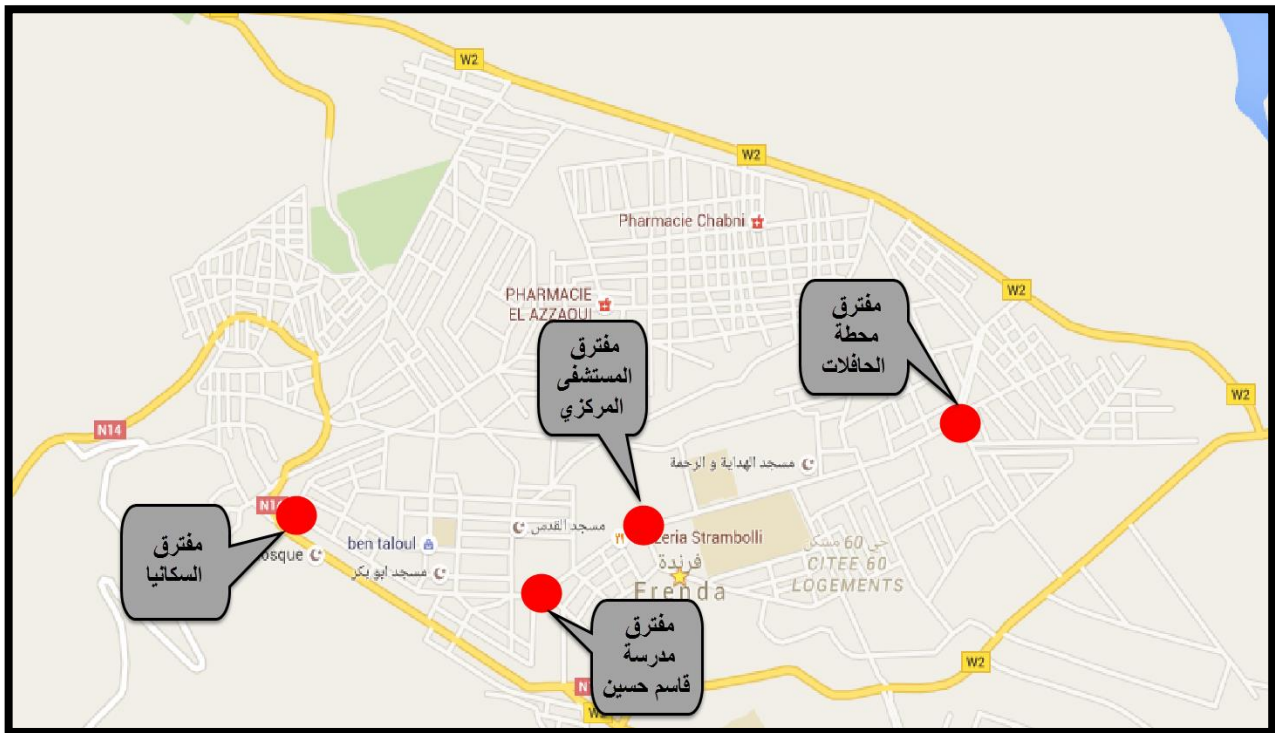 W2
W2
Pharmacie Chabni
W2
PHARMACIE
EL AZZAOUI
مفترق
محطة
الحافلات
مفترق
المستشفى
المركزي
W2
N14
مسجد الهداية و الرحمة
مفترق
السكانيا
مسجد القدس
ben taloul
مسجد ابو بكر
Strambolli
فرندة
Frenda
حي 60 مسكن
CITEE 60
LOGEMENTS
مفترق
مدرسة
قاسم حسين
W2
W2